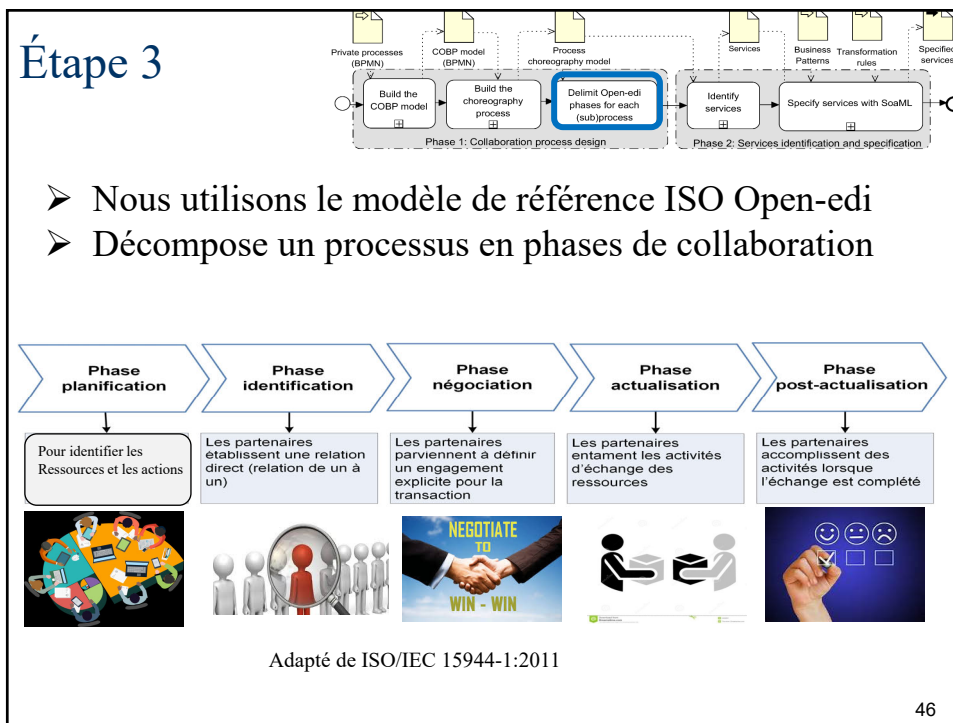 Étape 3
Private processes
(BPMN)
COBP model
(BPMN)
Process
choreography model
Services
Business
Patterns
Transformation
rules
Specified
services
Build the
COBP model
Build the
choreography
process
Delimit Open-edi
phases for each
(sub)process
Identify
services
Specify services with SoaML
Phase 1: Collaboration process design
Phase 2: Services identification and specification
➢ Nous utilisons le modèle de référence ISO Open-edi
➢ Décompose un processus en phases de collaboration
Phase
planification
Phase
identification
Phase
négociation
Phase
actualisation
Phase
post-actualisation
Pour identifier les
Ressources et les actions
Les partenaires
établissent une relation
direct (relation de un à
un)
Les partenaires
parviennent à définir
un engagement
explicite pour la
transaction
Les partenaires
entament les activités
d'échange des
ressources
Les partenaires
accomplissent des
activités lorsque
l'échange est complété
NEGOTIATE
TO
WIN - WIN
Adapté de ISO/IEC 15944-1:2011
46